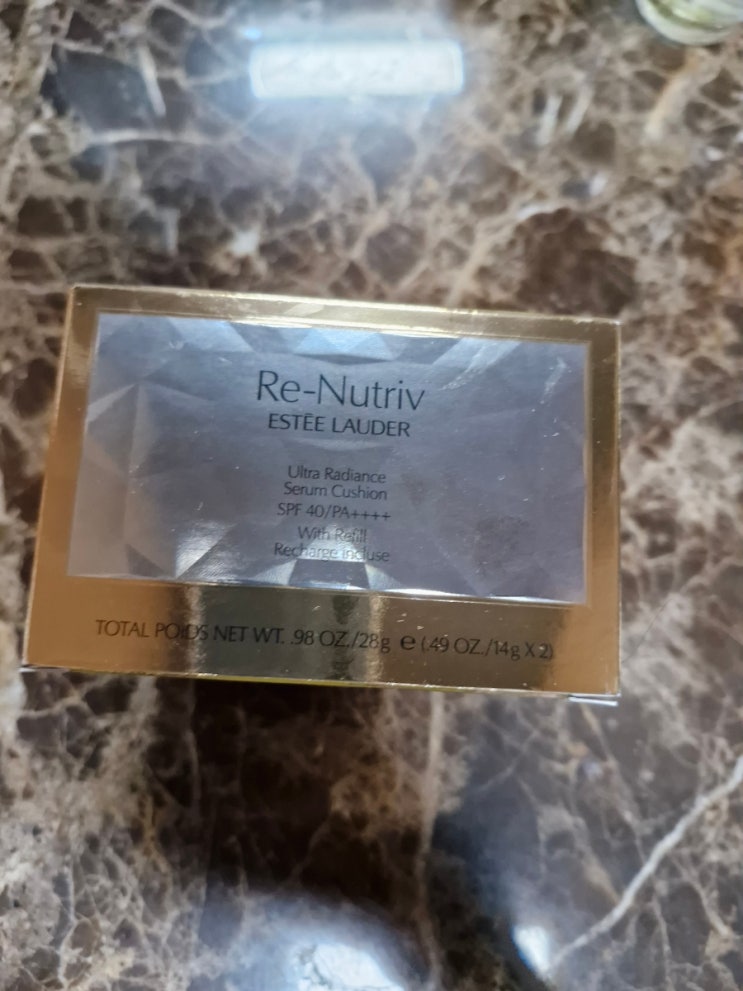 Re-Nutriv
ESTĒE LAUDER
Ultra Radiance
Serum Cushion
SPF 40/PA++++
With Refill
Recharge incluse
TOTAL POIDS NET WT. .98 OZ./28g ℮ (.49 OZ./14g X 2)